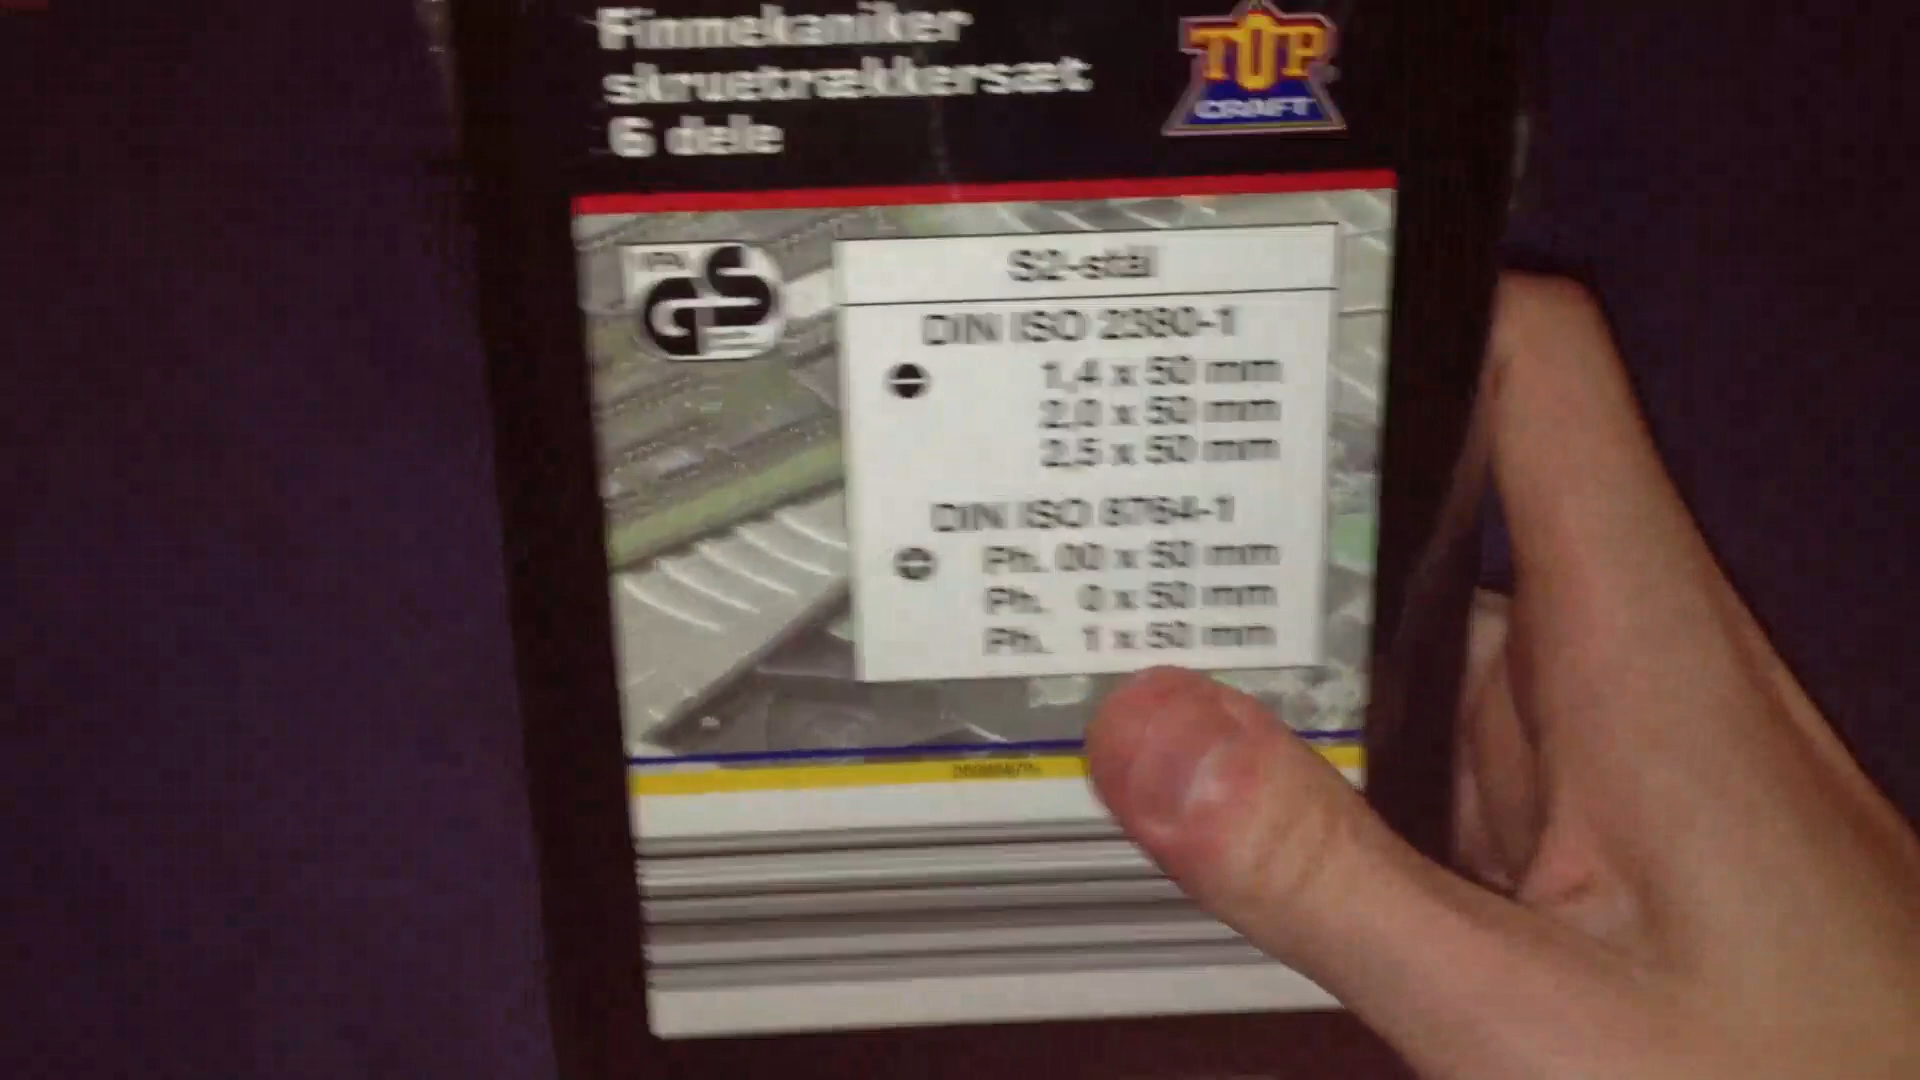 Finmekaniker
skruetrækkersæt
6 dele
TOP
CRAFT
GS
S2-stål
DIN ISO 2380-1
1,4 x 50 mm
2,0 x 50 mm
2,5 x 50 mm
DIN ISO 8764-1
Ph. 00 x 50 mm
Ph. 0 x 50 mm
Ph. 1 x 50 mm